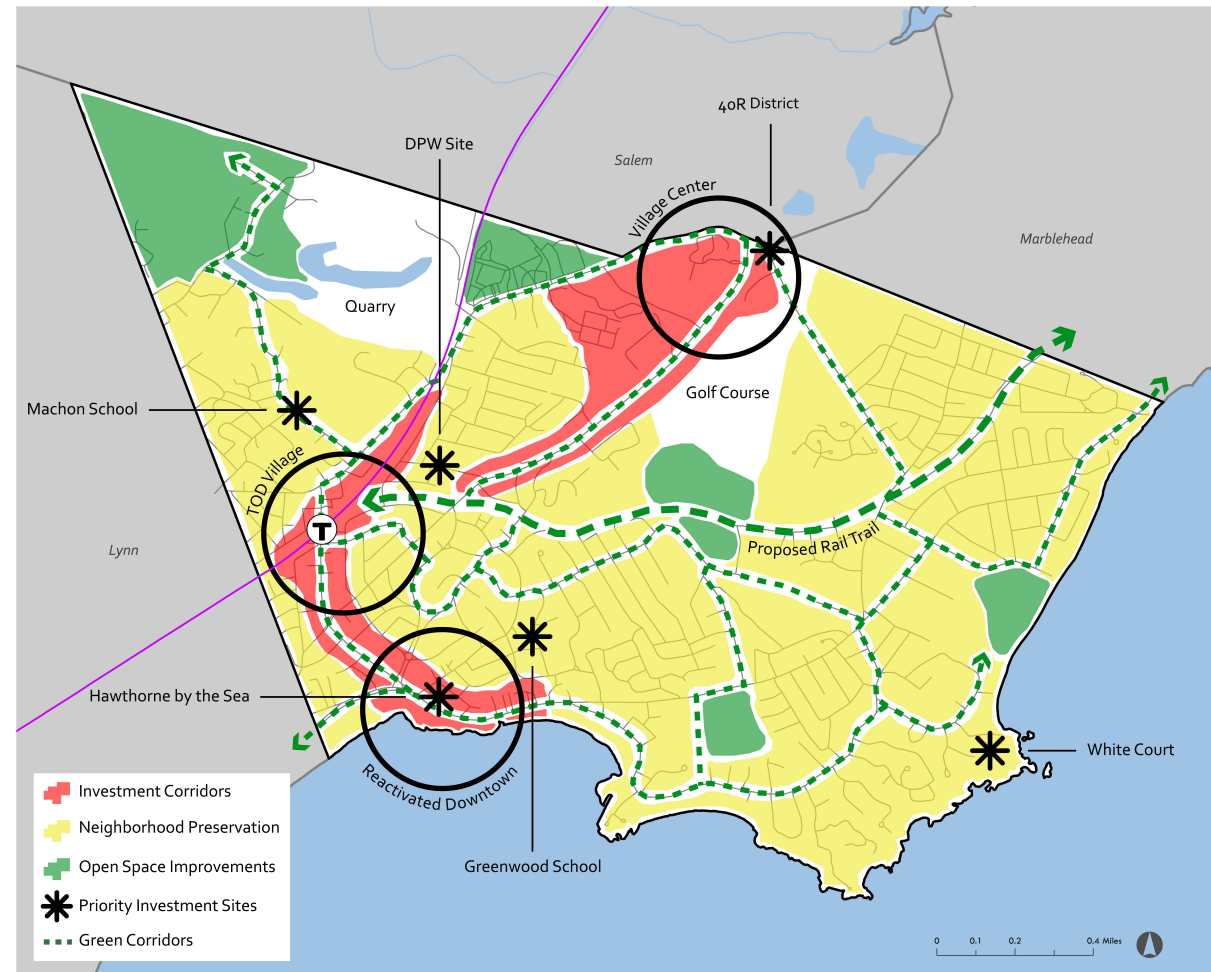 40R District
DPW Site
Salem
Village Center
Marblehead
Quarry
Golf Course
Machon School
TOD Village
T
Proposed Rail Trail
Lynn
Hawthorne by the Sea
White Court
Reactivated Downtown
Greenwood School
Investment Corridors
Neighborhood Preservation
Open Space Improvements
Priority Investment Sites
Green Corridors
0 0.1 0.2 0.4 Miles